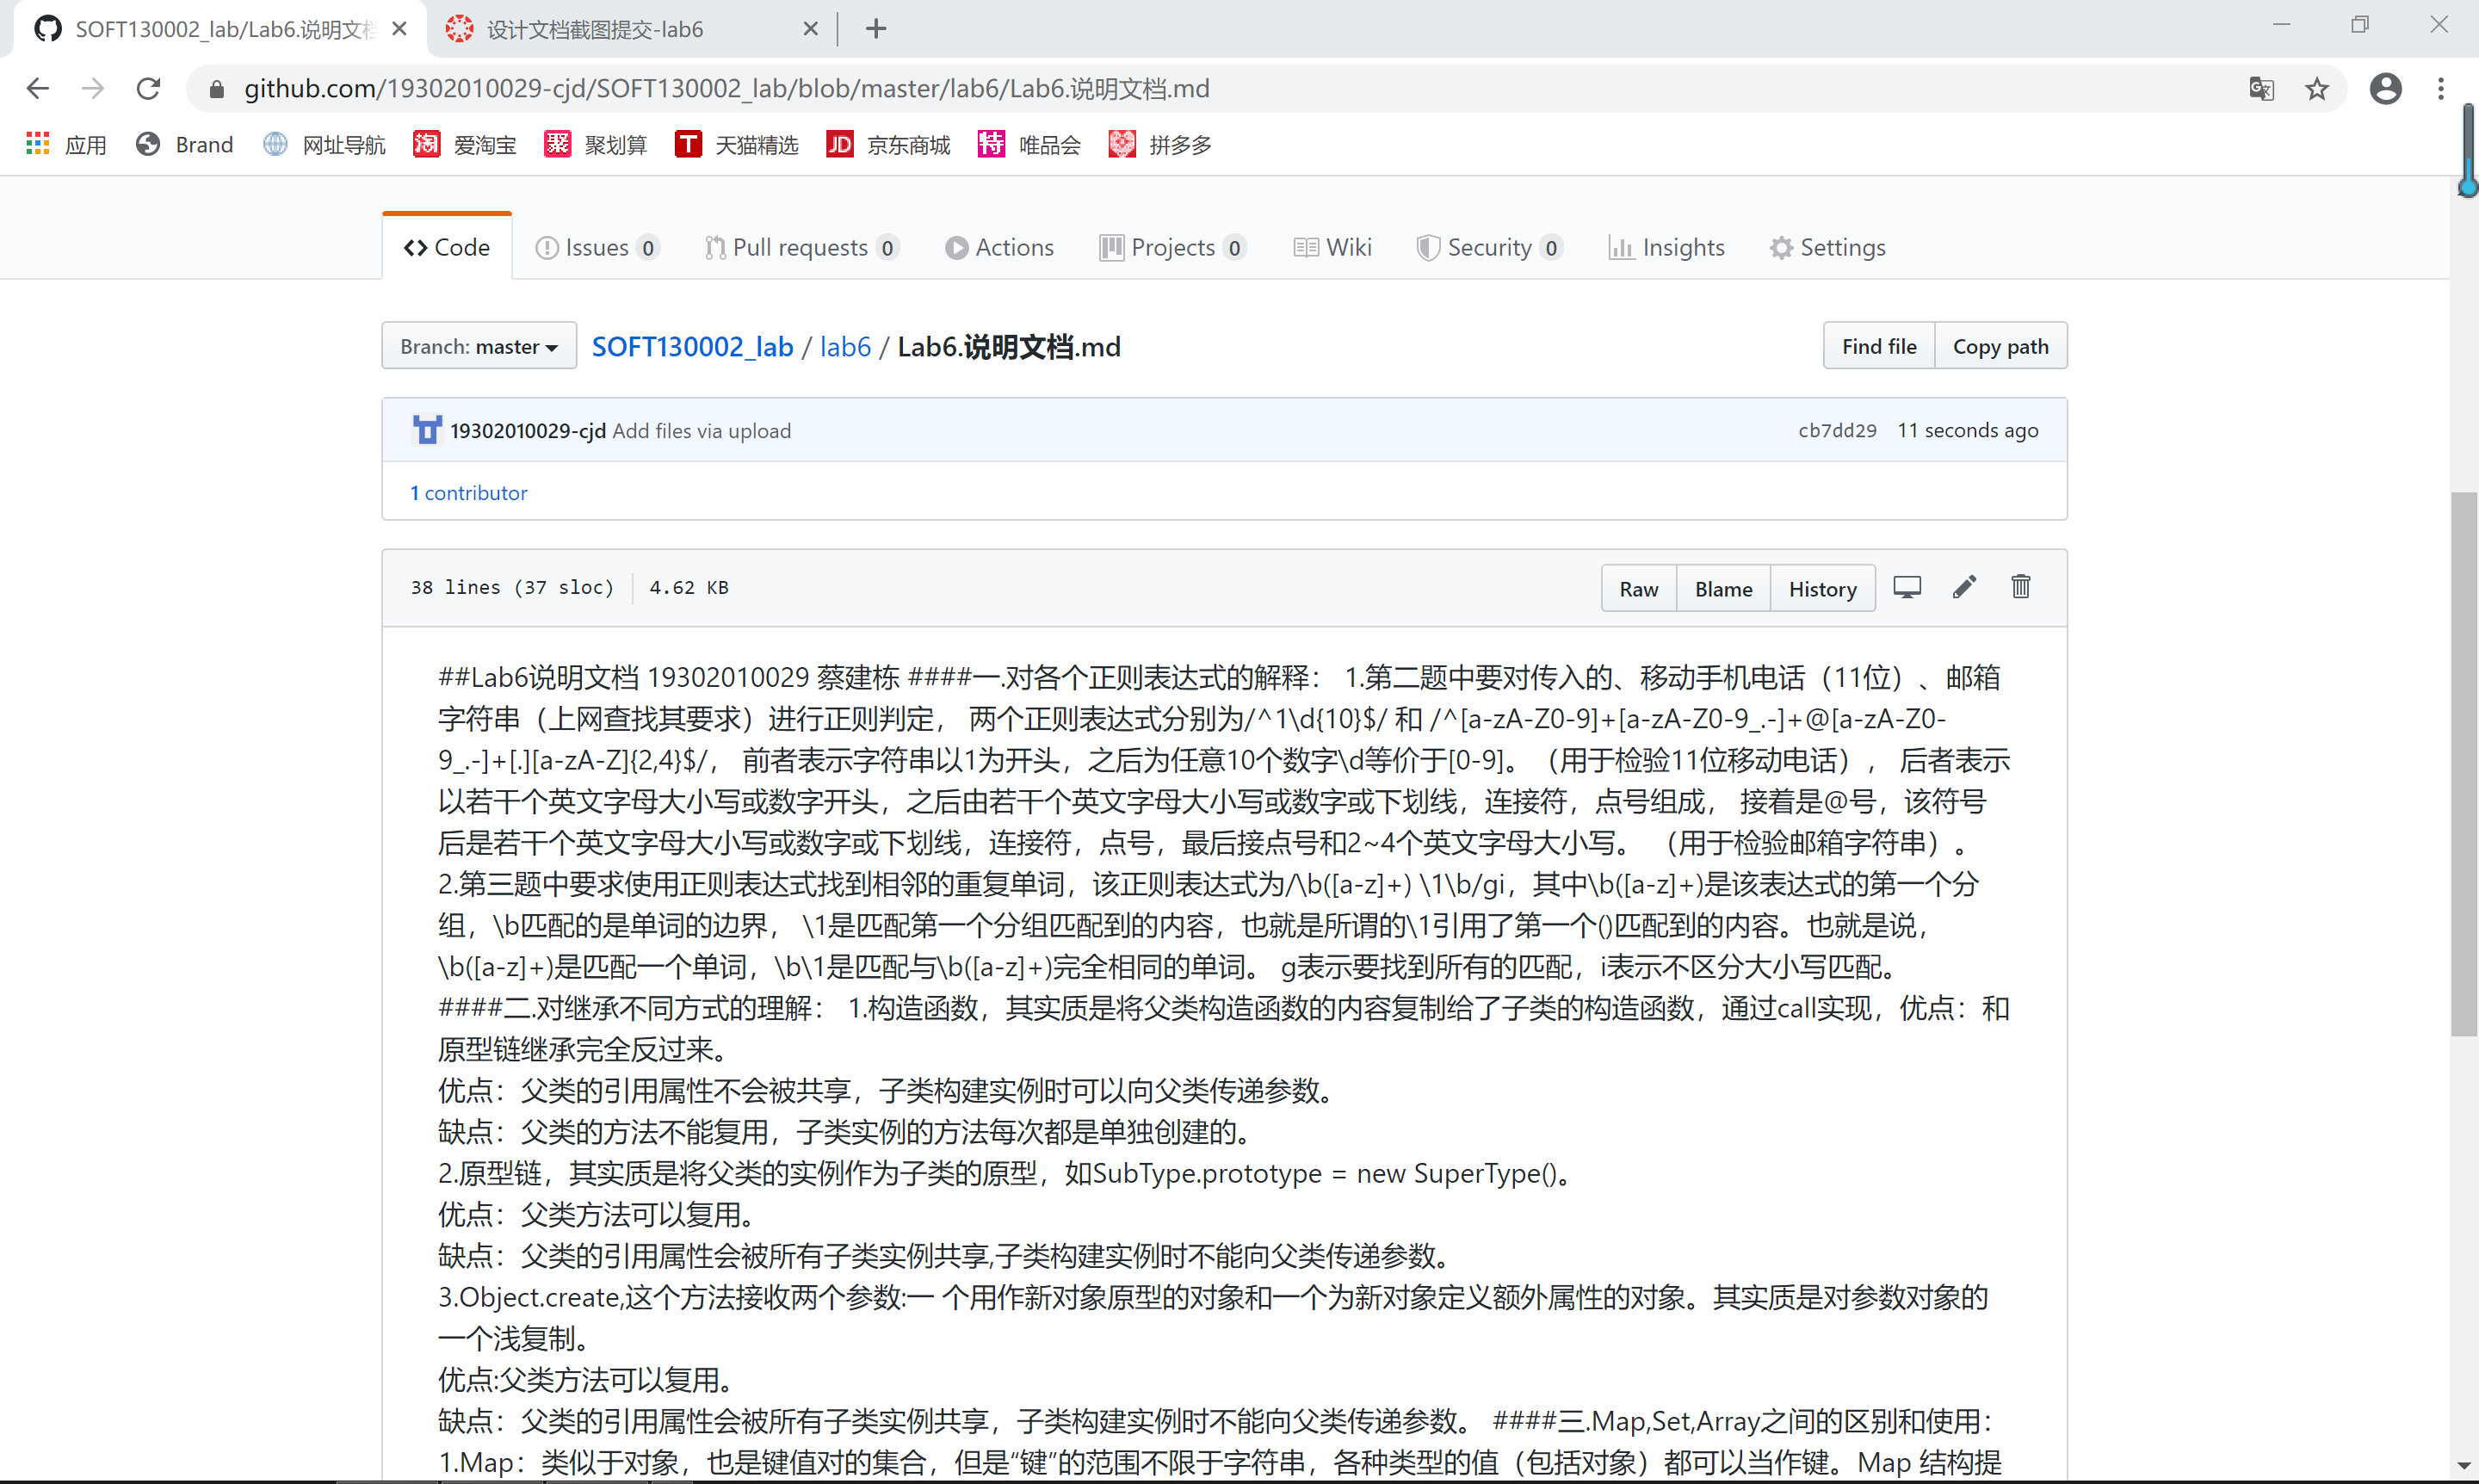 SOFT130002_lab/Lab6.说明文档
设计文档截图提交-lab6
github.com/19302010029-cjd/SOFT130002_lab/blob/master/lab6/Lab6.说明文档.md
应用 Brand 网址导航 淘 爱淘宝 聚 聚划算 T 天猫精选 JD 京东商城 特 唯品会 拼多多
Code Issues 0 Pull requests 0 Actions Projects 0 Wiki Security 0 Insights Settings
Branch: master SOFT130002_lab / lab6 / Lab6.说明文档.md Find file Copy path
19302010029-cjd Add files via upload cb7dd29 11 seconds ago
1 contributor
38 lines (37 sloc) 4.62 KB Raw Blame History
##Lab6说明文档 19302010029 蔡建栋 ####一.对各个正则表达式的解释： 1.第二题中要对传入的、移动手机电话（11位）、邮箱
字符串（上网查找其要求）进行正则判定， 两个正则表达式分别为/^1\d{10}$/ 和 /^[a-zA-Z0-9]+[a-zA-Z0-9_.-]+@[a-zA-Z0-
9_.-]+[.][a-zA-Z]{2,4}$/， 前者表示字符串以1为开头，之后为任意10个数字\d等价于[0-9]。（用于检验11位移动电话）， 后者表示
以若干个英文字母大小写或数字开头，之后由若干个英文字母大小写或数字或下划线，连接符，点号组成， 接着是@号，该符号
后是若干个英文字母大小写或数字或下划线，连接符，点号，最后接点号和2~4个英文字母大小写。 （用于检验邮箱字符串）。
2.第三题中要求使用正则表达式找到相邻的重复单词，该正则表达式为/\b([a-z]+) \1\b/gi，其中\b([a-z]+)是该表达式的第一个分
组，\b匹配的是单词的边界， \1是匹配第一个分组匹配到的内容，也就是所谓的\1引用了第一个()匹配到的内容。也就是说，
\b([a-z]+)是匹配一个单词，\b\1是匹配与\b([a-z]+)完全相同的单词。 g表示要找到所有的匹配，i表示不区分大小写匹配。
####二.对继承不同方式的理解： 1.构造函数，其实质是将父类构造函数的内容复制给了子类的构造函数，通过call实现，优点：和
原型链继承完全反过来。
优点：父类的引用属性不会被共享，子类构建实例时可以向父类传递参数。
缺点：父类的方法不能复用，子类实例的方法每次都是单独创建的。
2.原型链，其实质是将父类的实例作为子类的原型，如SubType.prototype = new SuperType()。
优点：父类方法可以复用。
缺点：父类的引用属性会被所有子类实例共享,子类构建实例时不能向父类传递参数。
3.Object.create,这个方法接收两个参数:一 个用作新对象原型的对象和一个为新对象定义额外属性的对象。其实质是对参数对象的
一个浅复制。
优点:父类方法可以复用。
缺点：父类的引用属性会被所有子类实例共享，子类构建实例时不能向父类传递参数。 ####三.Map,Set,Array之间的区别和使用：
1.Map：类似于对象，也是键值对的集合，但是“键”的范围不限于字符串，各种类型的值（包括对象）都可以当作键。Map 结构提